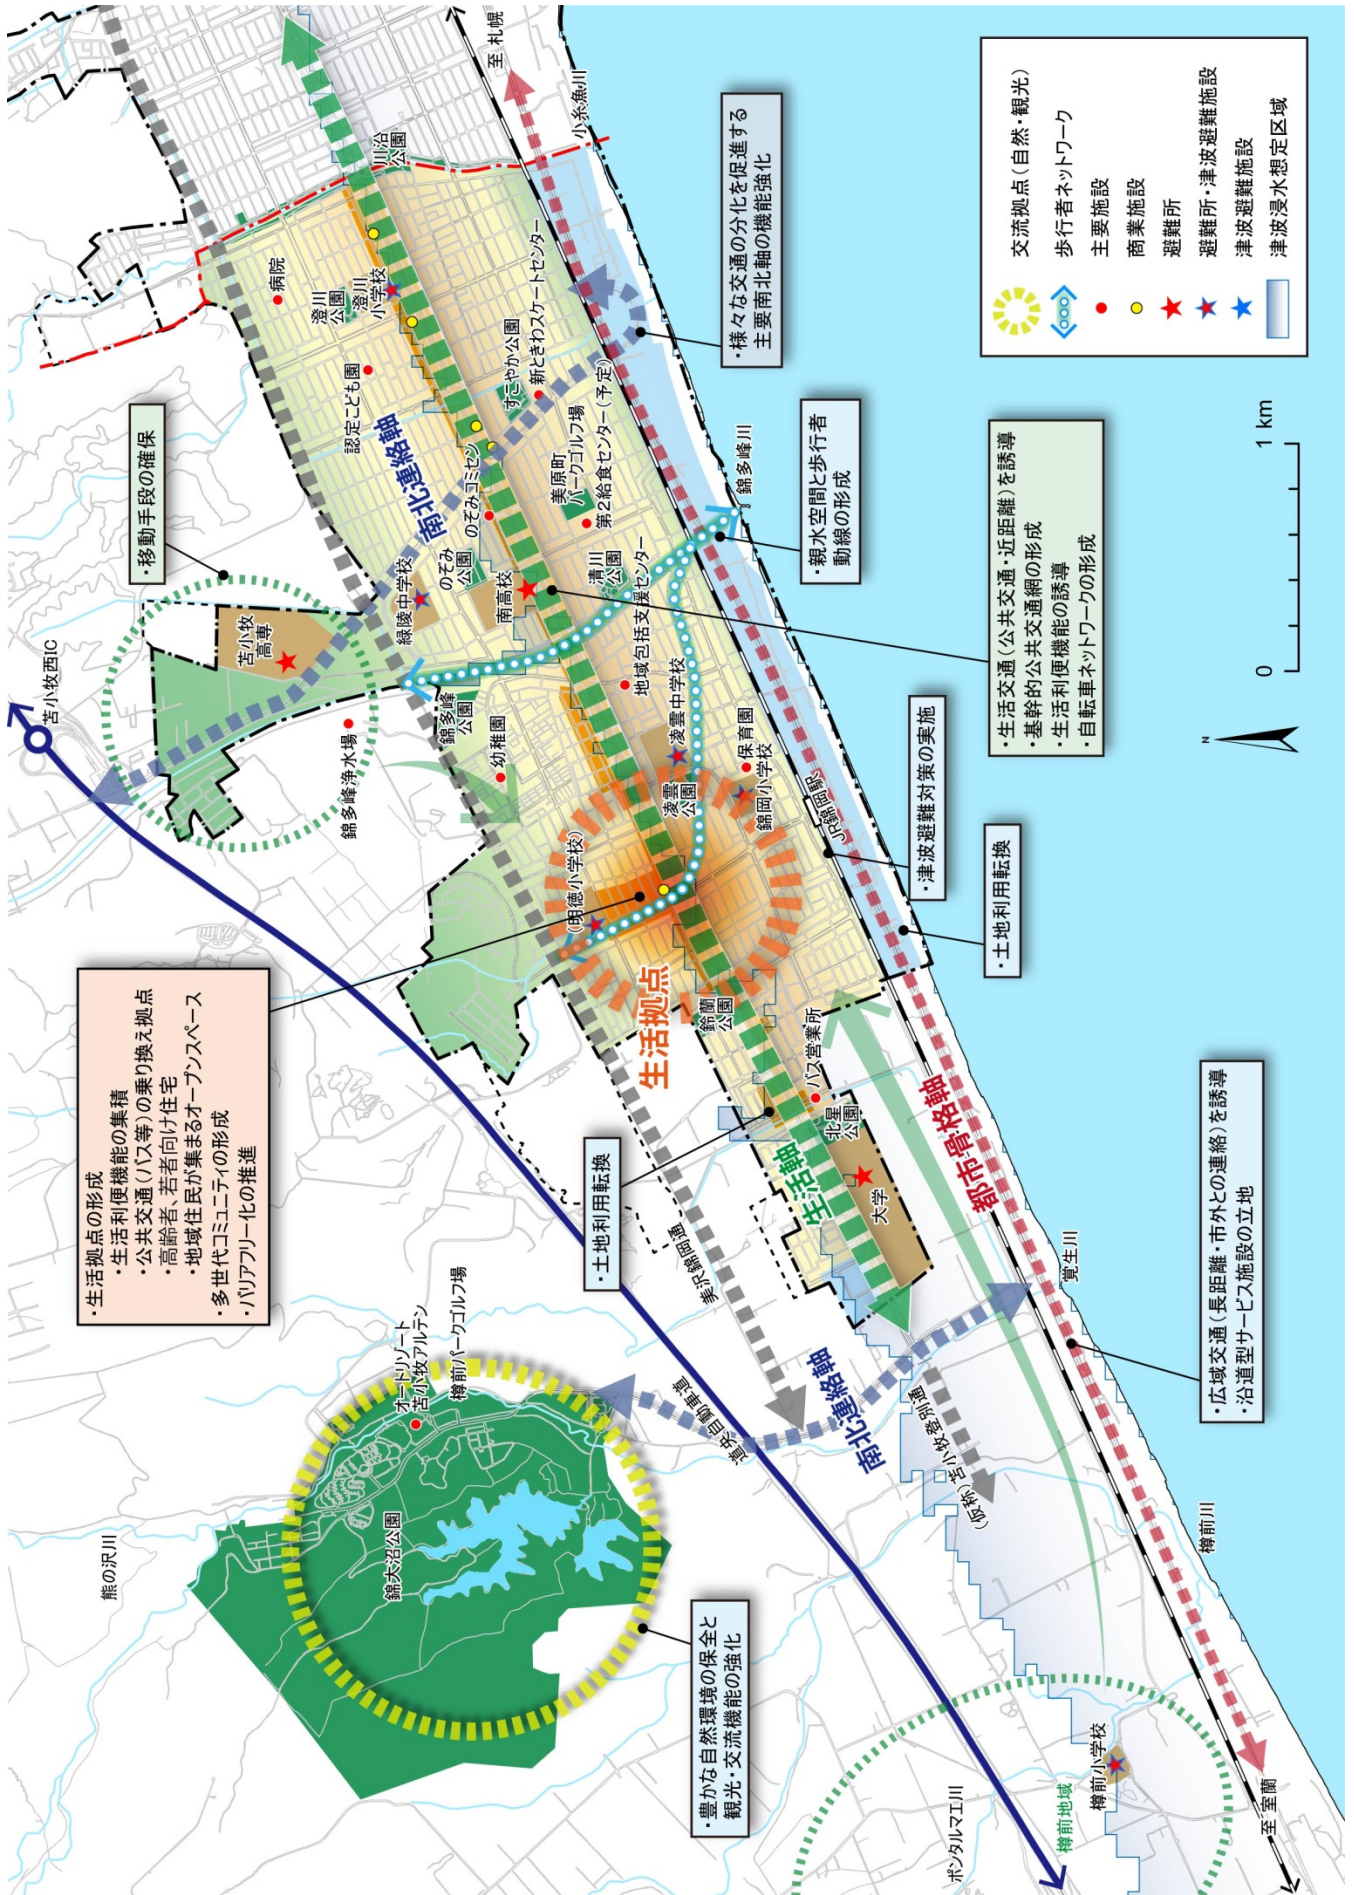 ・生活拠点の形成
・生活利便機能の集積
・公共交通(バス等)の乗り換え拠点
・高齢者、若者向け住宅
・地域住民が集まるオープンスペース
・多世代コミュニティの形成
・バリアフリー化の推進
・移動手段の確保
苫小牧西IC
熊の沢川
オートリゾート
苫小牧アルテン
樽前パークゴルフ場
錦大沼公園
・豊かな自然環境の保全と
観光・交流機能の強化
道央自動車道
美沢錦岡通
南北連絡軸
(仮称)苫小牧登別通
・土地利用転換
苫小牧
高専
錦多峰浄水場
錦多峰
公園
幼稚園
緑陵中学校
のぞみ
公園
南北連絡軸
認定こども園
病院
澄川
公園
澄川
小学校
川沿
公園
のぞみコミセン
すこやか公園
新ときわスケートセンター
美原町
パークゴルフ場
第2給食センター(予定)
南高校
清川
公園
地域包括支援センター
凌雲中学校
凌雲
公園
保育園
錦岡小学校
(明徳小学校)
生活拠点
鈴蘭
公園
バス営業所
北星
公園
生活軸
大学
都市骨格軸
JR錦岡駅
至 札幌
小糸魚川
錦多峰川
覚生川
樽前川
ポンタルマエ川
樽前地域
樽前小学校
至 室蘭
・様々な交通の分化を促進する
主要南北軸の機能強化
・親水空間と歩行者
動線の形成
・生活交通(公共交通・近距離)を誘導
・基幹的公共交通網の形成
・生活利便機能の誘導
・自転車ネットワークの形成
・津波避難対策の実施
・土地利用転換
・広域交通(長距離・市外との連絡)を誘導
・沿道型サービス施設の立地
交流拠点(自然・観光)
歩行者ネットワーク
主要施設
商業施設
避難所
避難所・津波避難施設
津波避難施設
津波浸水想定区域
N
0
1 km